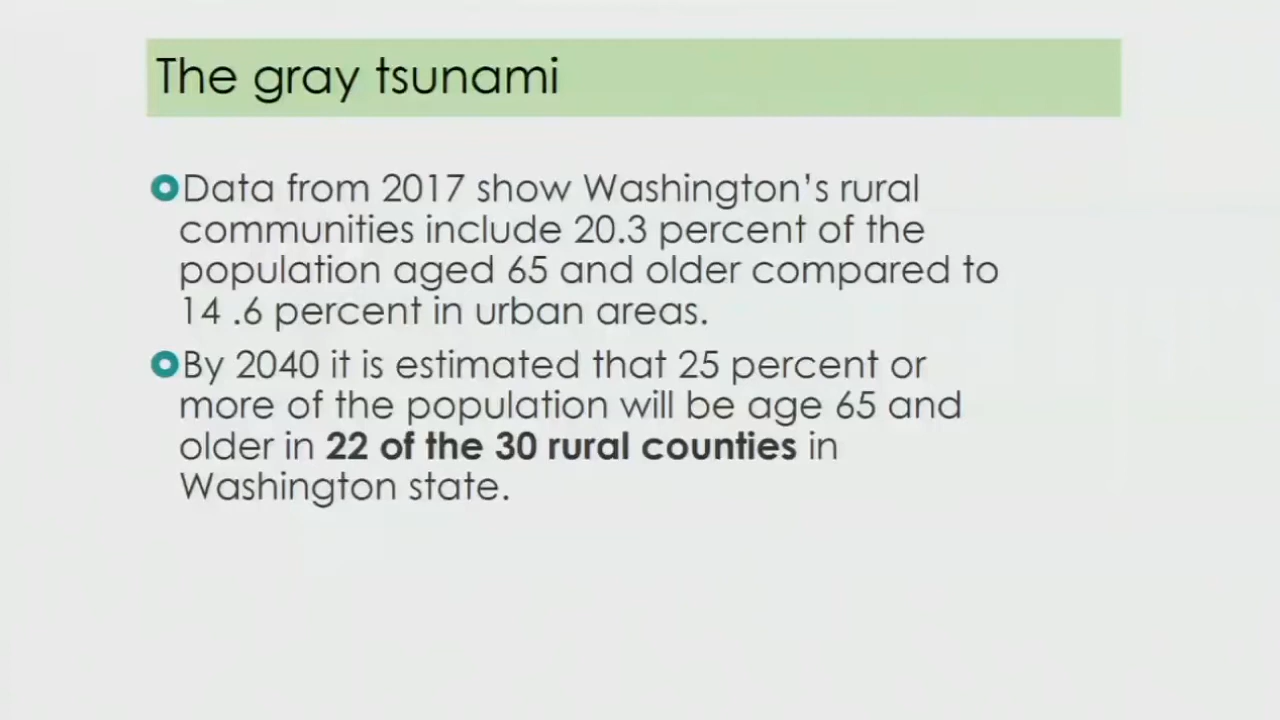 The gray tsunami
Data from 2017 show Washington's rural
communities include 20.3 percent of the
population aged 65 and older compared to
14 .6 percent in urban areas.
By 2040 it is estimated that 25 percent or
more of the population will be age 65 and
older in 22 of the 30 rural counties in
Washington state.